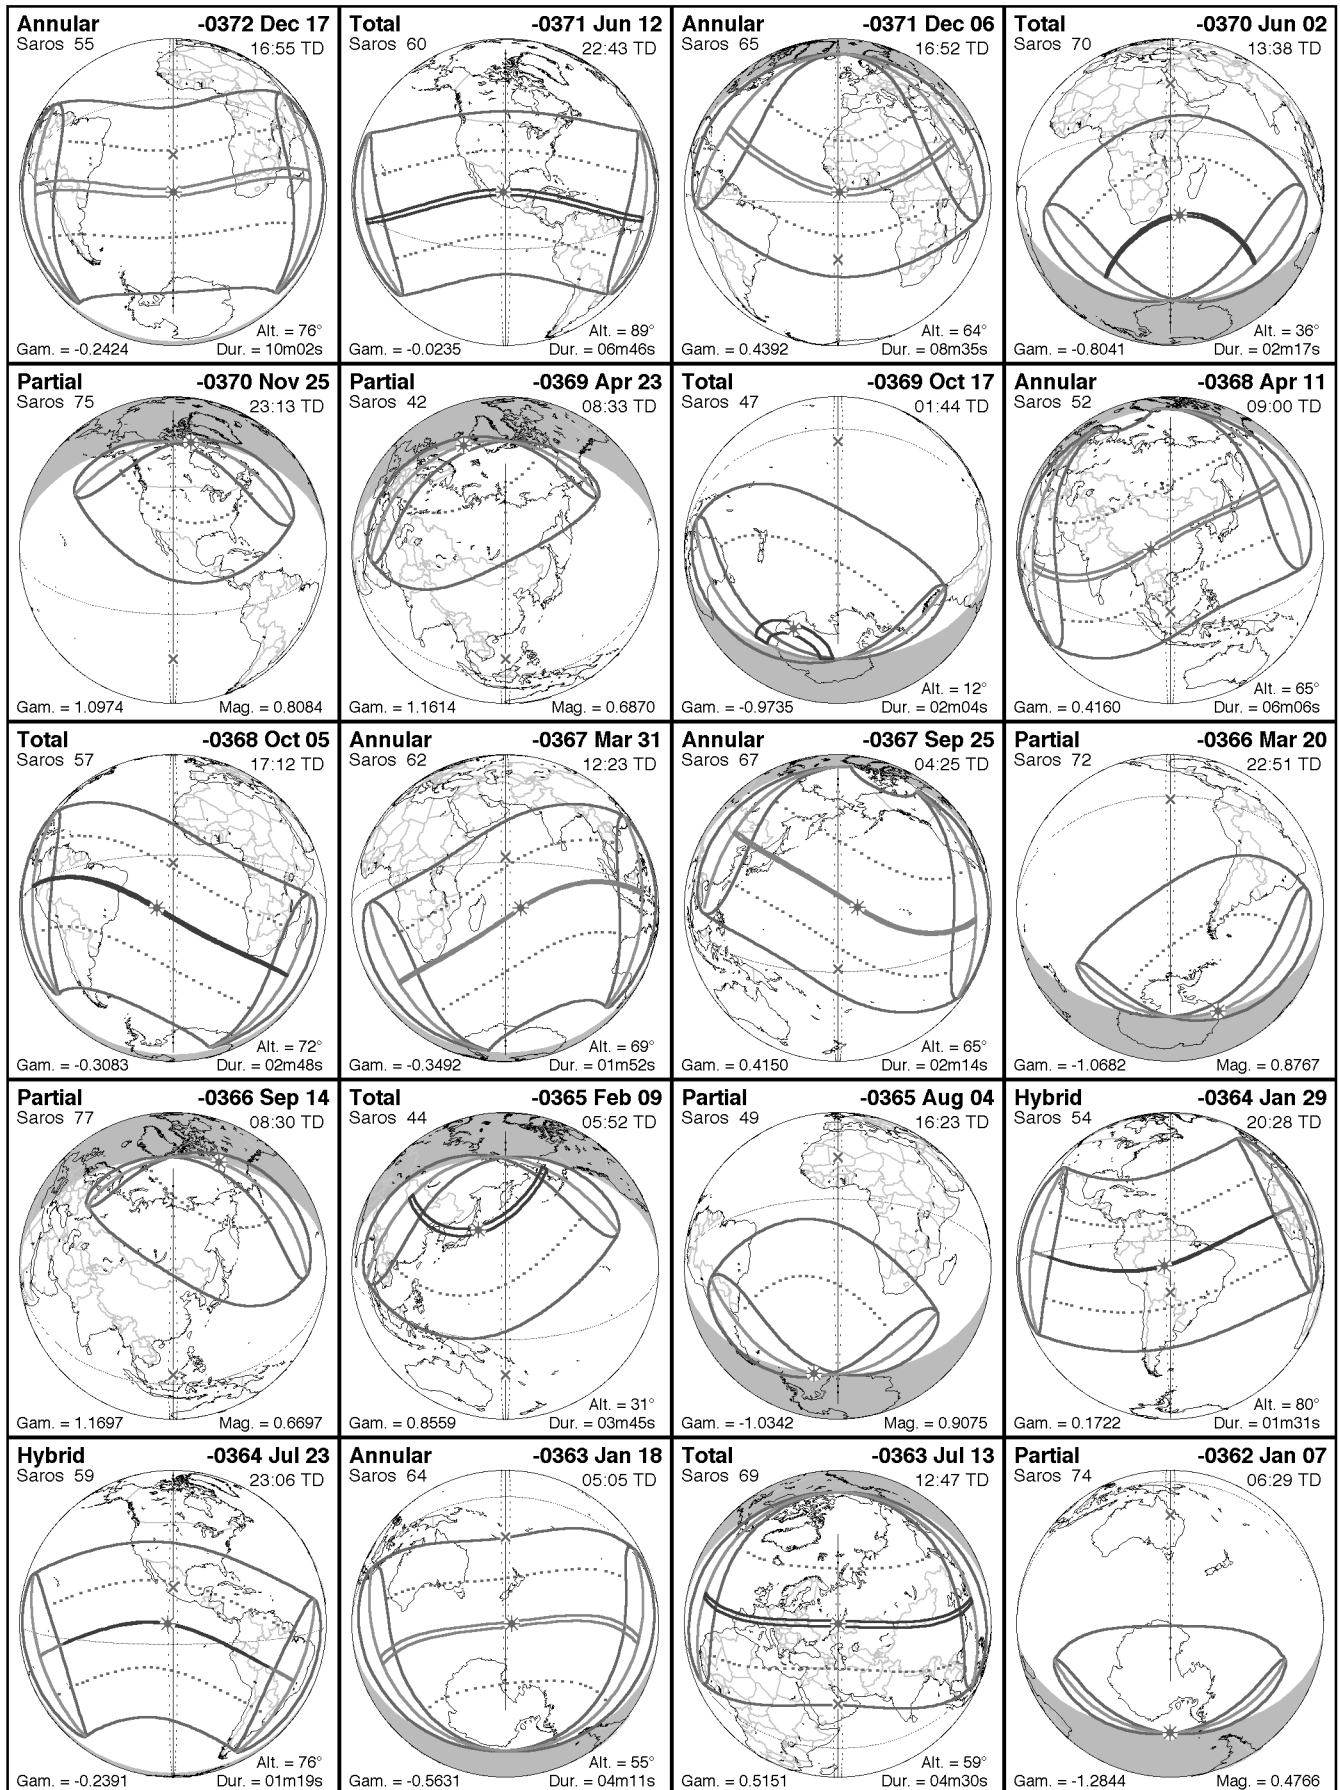 Annular -0372 Dec 17
Saros 55 16:55 TD
Alt. = 76°
Gam. = -0.2424 Dur. = 10m02s
Total -0371 Jun 12
Saros 60 22:43 TD
Alt. = 89°
Gam. = -0.0235 Dur. = 06m46s
Annular -0371 Dec 06
Saros 65 16:52 TD
Alt. = 64°
Gam. = 0.4392 Dur. = 08m35s
Total -0370 Jun 02
Saros 70 13:38 TD
Alt. = 36°
Gam. = -0.8041 Dur. = 02m17s
Partial -0370 Nov 25
Saros 75 23:13 TD
Gam. = 1.0974 Mag. = 0.8084
Partial -0369 Apr 23
Saros 42 08:33 TD
Gam. = 1.1614 Mag. = 0.6870
Total -0369 Oct 17
Saros 47 01:44 TD
Alt. = 12°
Gam. = -0.9735 Dur. = 02m04s
Annular -0368 Apr 11
Saros 52 09:00 TD
Alt. = 65°
Gam. = 0.4160 Dur. = 06m06s
Total -0368 Oct 05
Saros 57 17:12 TD
Alt. = 72°
Gam. = -0.3083 Dur. = 02m48s
Annular -0367 Mar 31
Saros 62 12:23 TD
Alt. = 69°
Gam. = -0.3492 Dur. = 01m52s
Annular -0367 Sep 25
Saros 67 04:25 TD
Alt. = 65°
Gam. = 0.4150 Dur. = 02m14s
Partial -0366 Mar 20
Saros 72 22:51 TD
Gam. = -1.0682 Mag. = 0.8767
Partial -0366 Sep 14
Saros 77 08:30 TD
Gam. = 1.1697 Mag. = 0.6697
Total -0365 Feb 09
Saros 44 05:52 TD
Alt. = 31°
Gam. = 0.8559 Dur. = 03m45s
Partial -0365 Aug 04
Saros 49 16:23 TD
Gam. = -1.0342 Mag. = 0.9075
Hybrid -0364 Jan 29
Saros 54 20:28 TD
Alt. = 80°
Gam. = 0.1722 Dur. = 01m31s
Hybrid -0364 Jul 23
Saros 59 23:06 TD
Alt. = 76°
Gam. = -0.2391 Dur. = 01m19s
Annular -0363 Jan 18
Saros 64 05:05 TD
Alt. = 55°
Gam. = -0.5631 Dur. = 04m11s
Total -0363 Jul 13
Saros 69 12:47 TD
Alt. = 59°
Gam. = 0.5151 Dur. = 04m30s
Partial -0362 Jan 07
Saros 74 06:29 TD
Gam. = -1.2844 Mag. = 0.4766